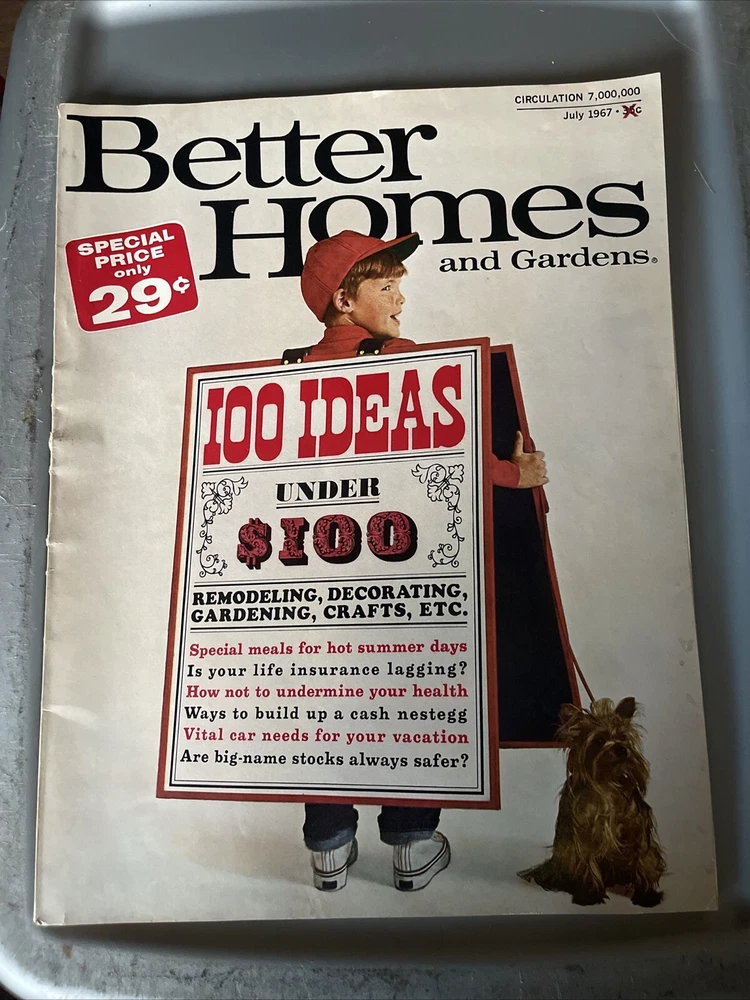 CIRCULATION 7,000,000
July 1967 • 35c
Better
Homes
and Gardens®
SPECIAL
PRICE
only
29¢
100 IDEAS
UNDER
$100
REMODELING, DECORATING,
GARDENING, CRAFTS, ETC.
Special meals for hot summer days
Is your life insurance lagging?
How not to undermine your health
Ways to build up a cash nestegg
Vital car needs for your vacation
Are big-name stocks always safer?